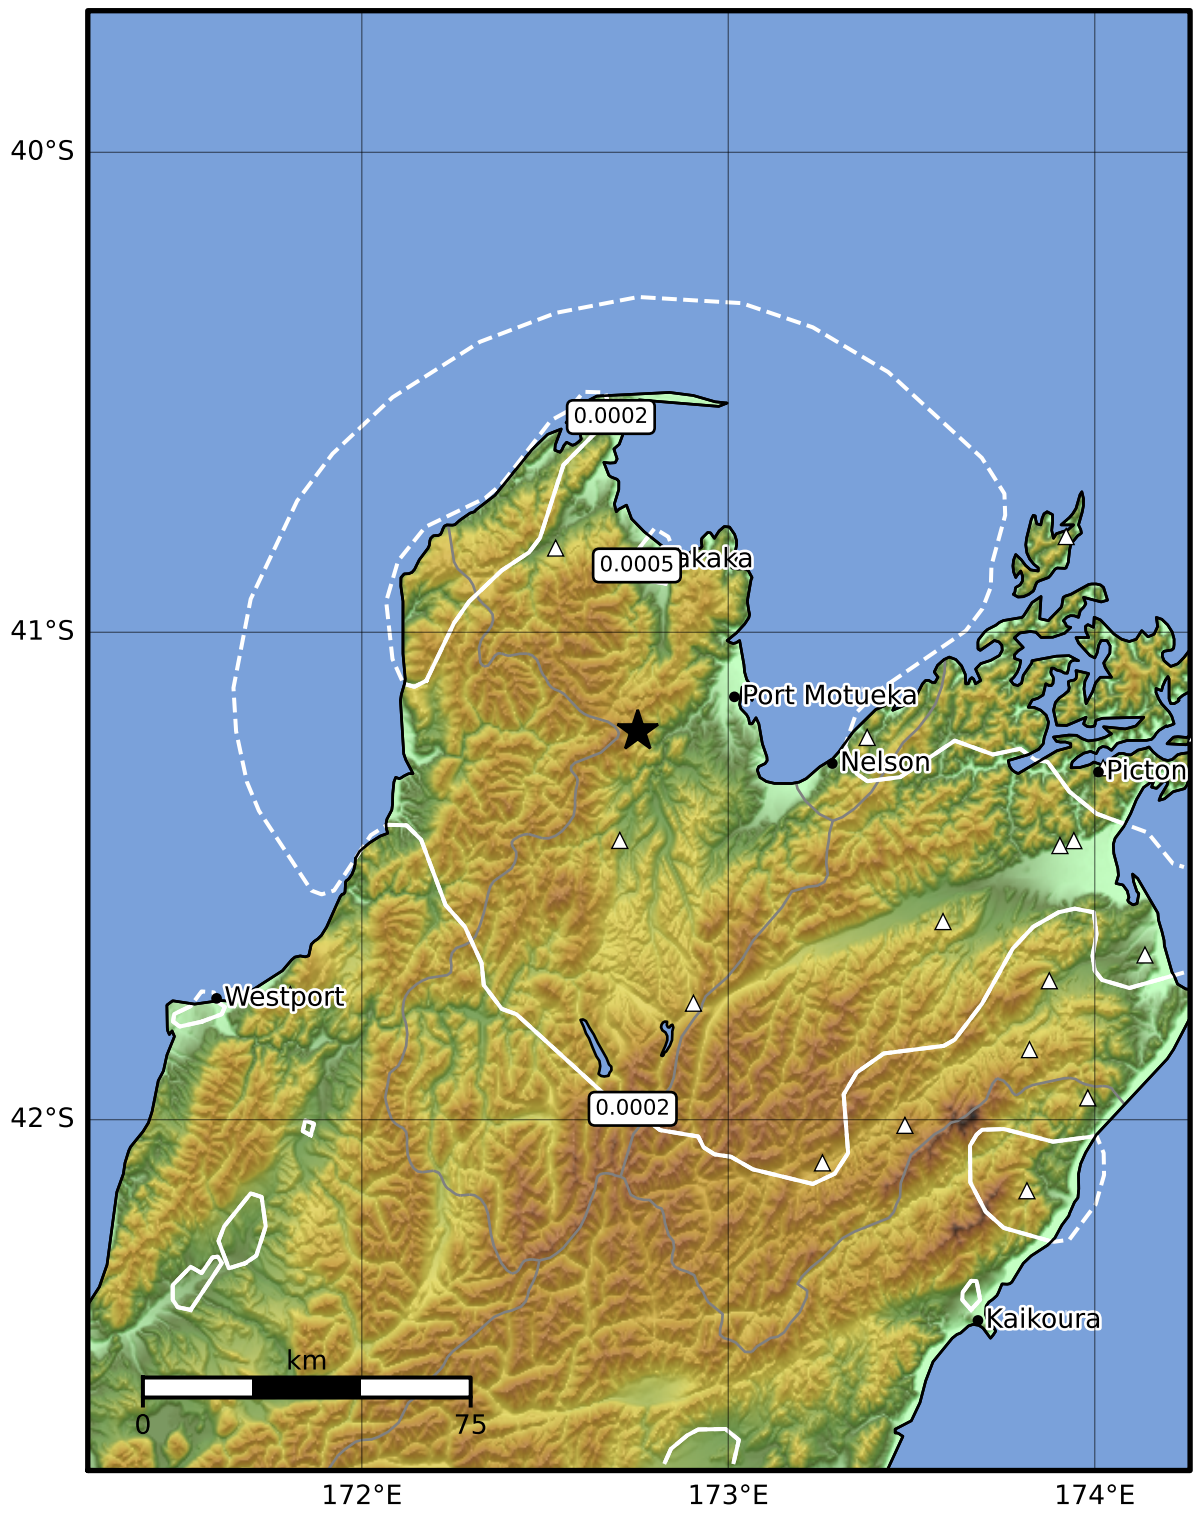 40°S
0.0002
0.0005
akaka
41°S
Port Motueka
Nelson
Picton
Westport
0.0002
42°S
Kaikoura
km
0
75
172°E
173°E
174°E